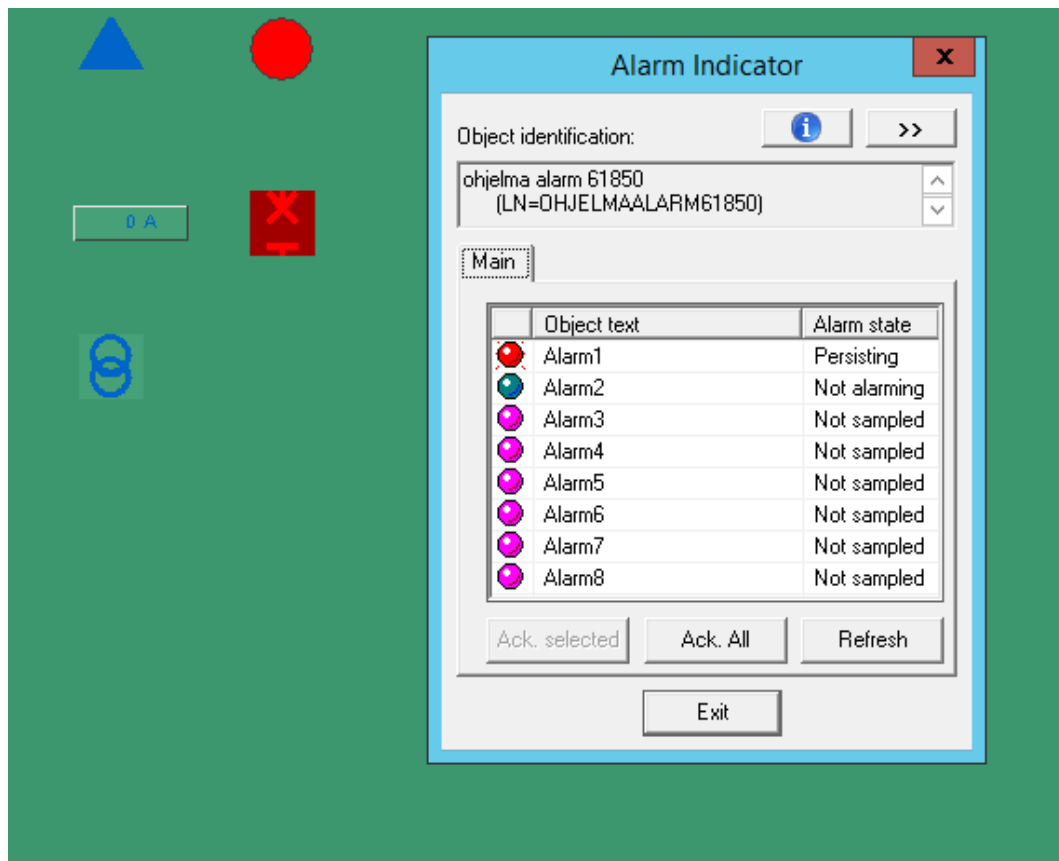 Alarm Indicator
x
Object identification:
i
>>
ohjelma alarm 61850
(LN=OHJELMAALARM61850)
0 A
Main
Object text Alarm state
Alarm1 Persisting
Alarm2 Not alarming
Alarm3 Not sampled
Alarm4 Not sampled
Alarm5 Not sampled
Alarm6 Not sampled
Alarm7 Not sampled
Alarm8 Not sampled
Ack. selected Ack. All Refresh
Exit